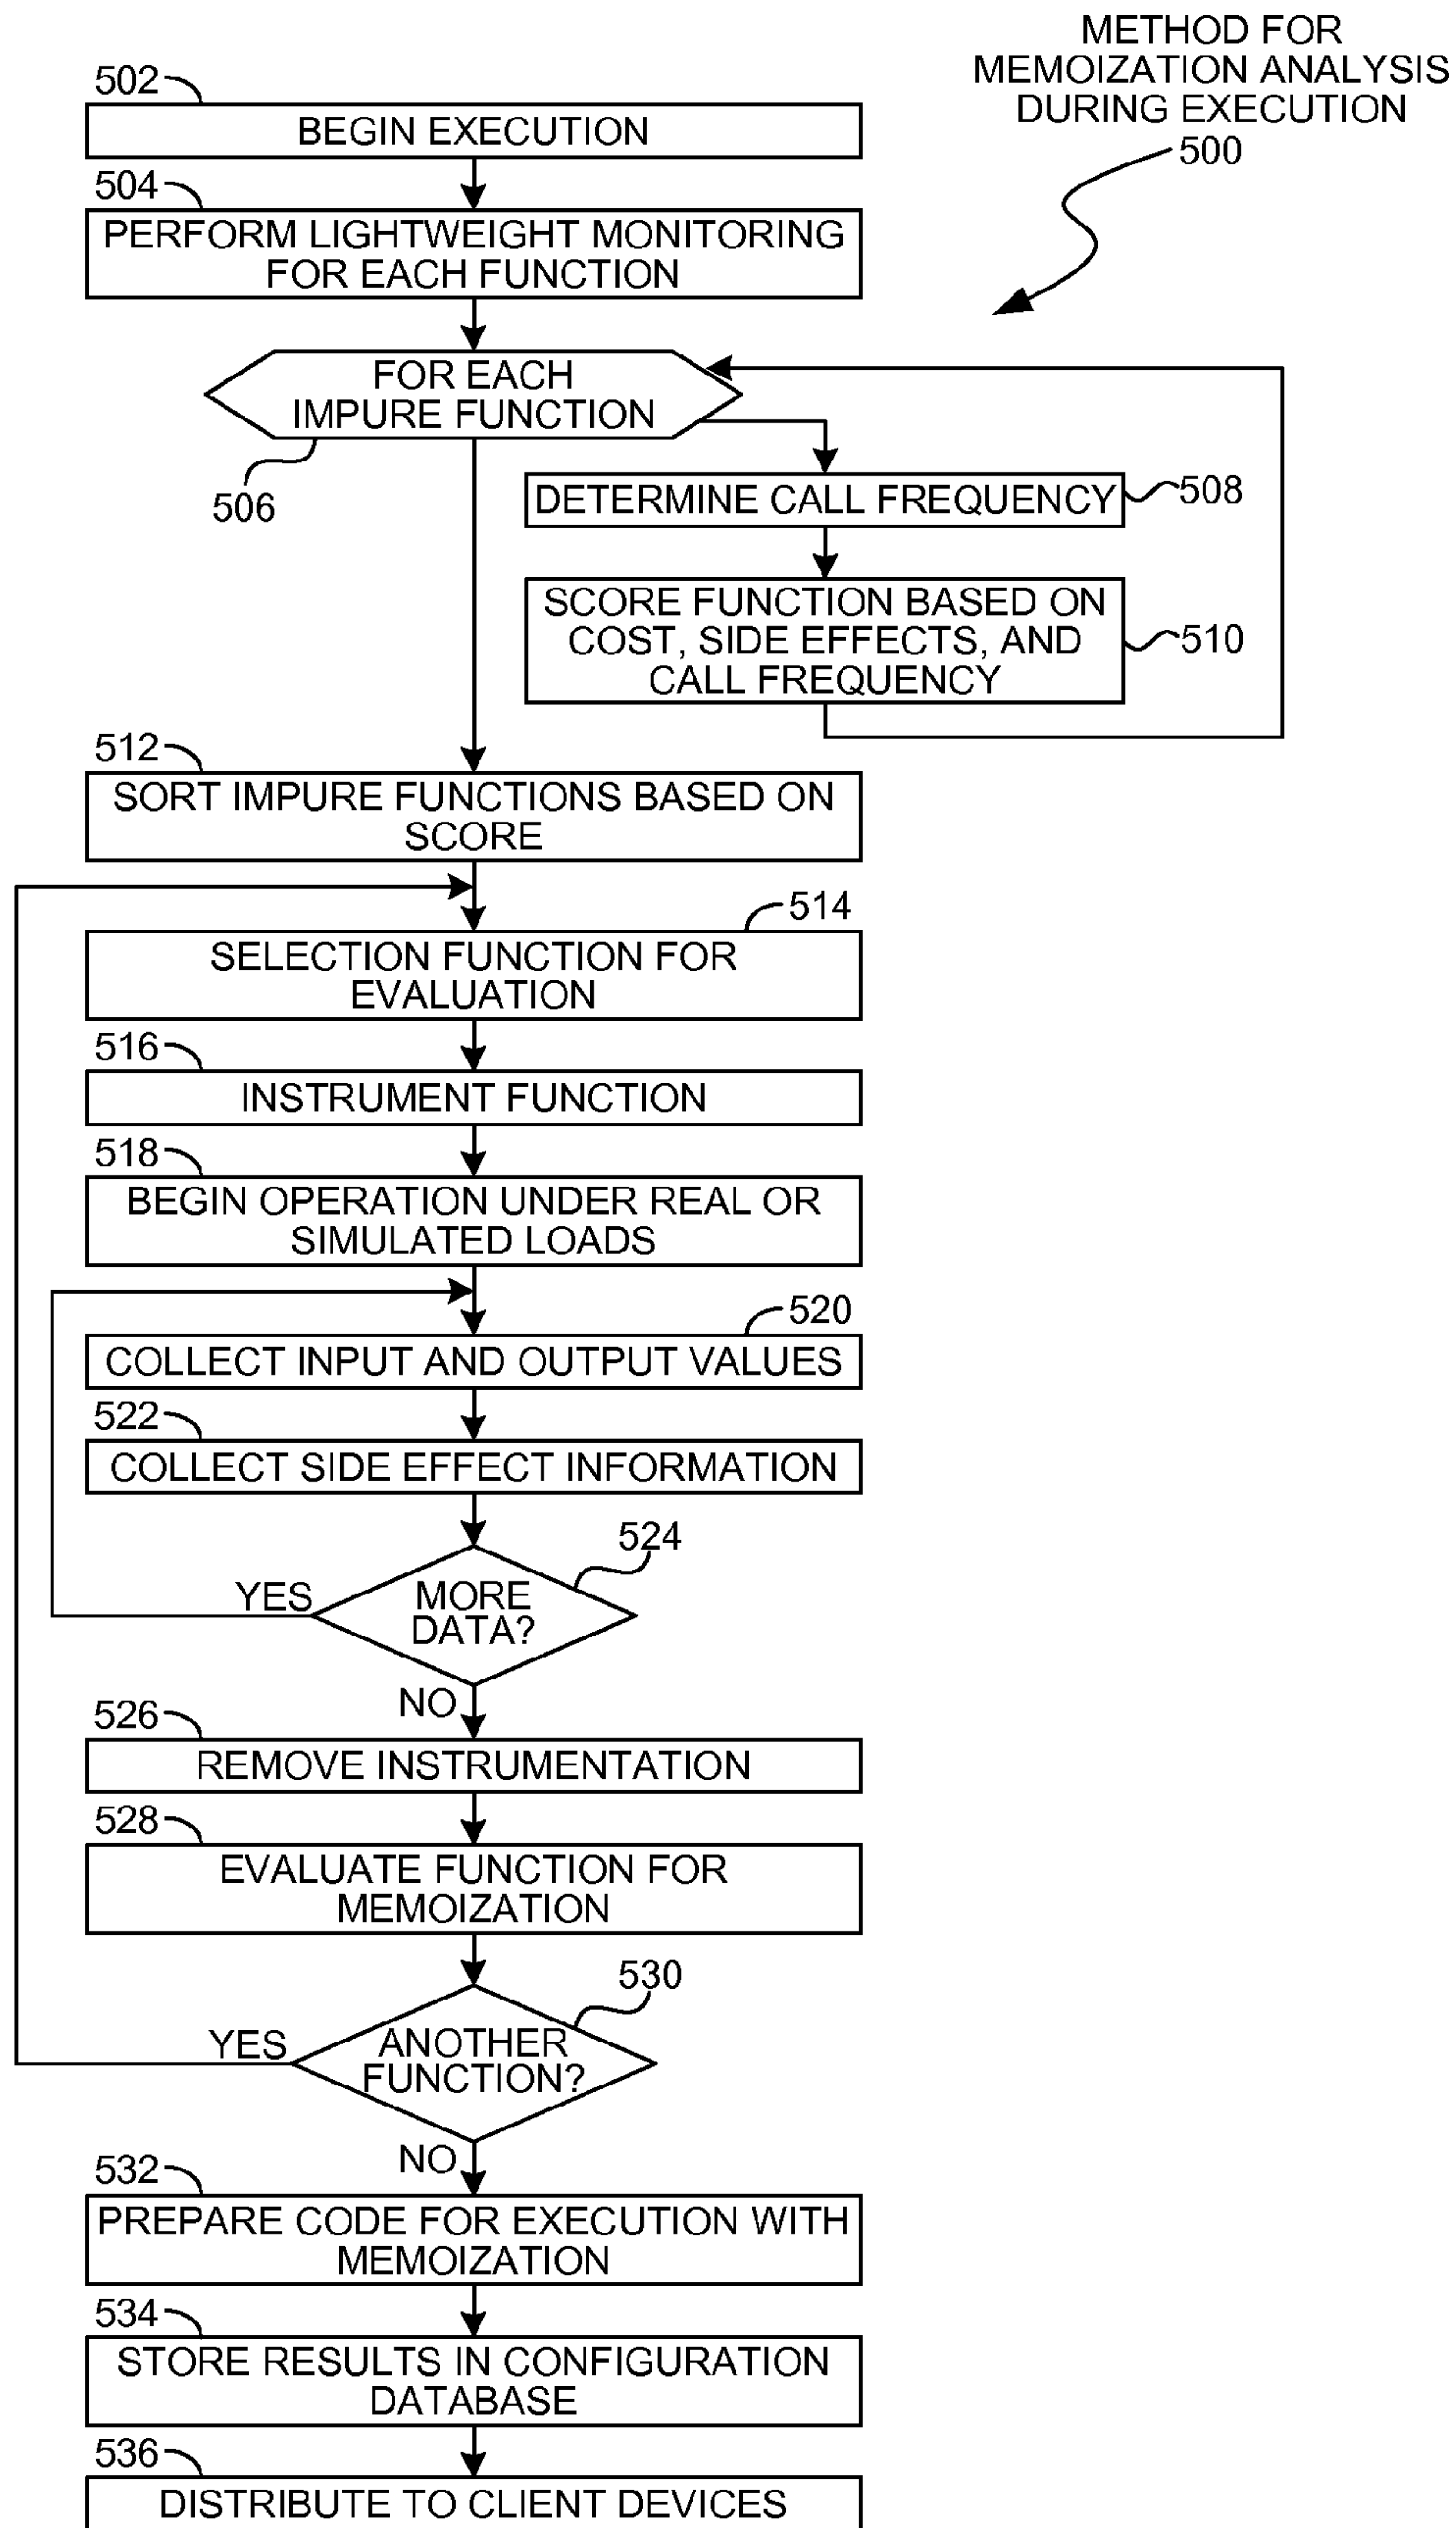 METHOD FOR
MEMOIZATION ANALYSIS
DURING EXECUTION
500
502
BEGIN EXECUTION
504
PERFORM LIGHTWEIGHT MONITORING
FOR EACH FUNCTION
FOR EACH
IMPURE FUNCTION
506
DETERMINE CALL FREQUENCY
508
SCORE FUNCTION BASED ON
COST, SIDE EFFECTS, AND
CALL FREQUENCY
510
512
SORT IMPURE FUNCTIONS BASED ON
SCORE
514
SELECTION FUNCTION FOR
EVALUATION
516
INSTRUMENT FUNCTION
518
BEGIN OPERATION UNDER REAL OR
SIMULATED LOADS
520
COLLECT INPUT AND OUTPUT VALUES
522
COLLECT SIDE EFFECT INFORMATION
524
YES
MORE
DATA?
NO
526
REMOVE INSTRUMENTATION
528
EVALUATE FUNCTION FOR
MEMOIZATION
530
YES
ANOTHER
FUNCTION?
NO
532
PREPARE CODE FOR EXECUTION WITH
MEMOIZATION
534
STORE RESULTS IN CONFIGURATION
DATABASE
536
DISTRIBUTE TO CLIENT DEVICES